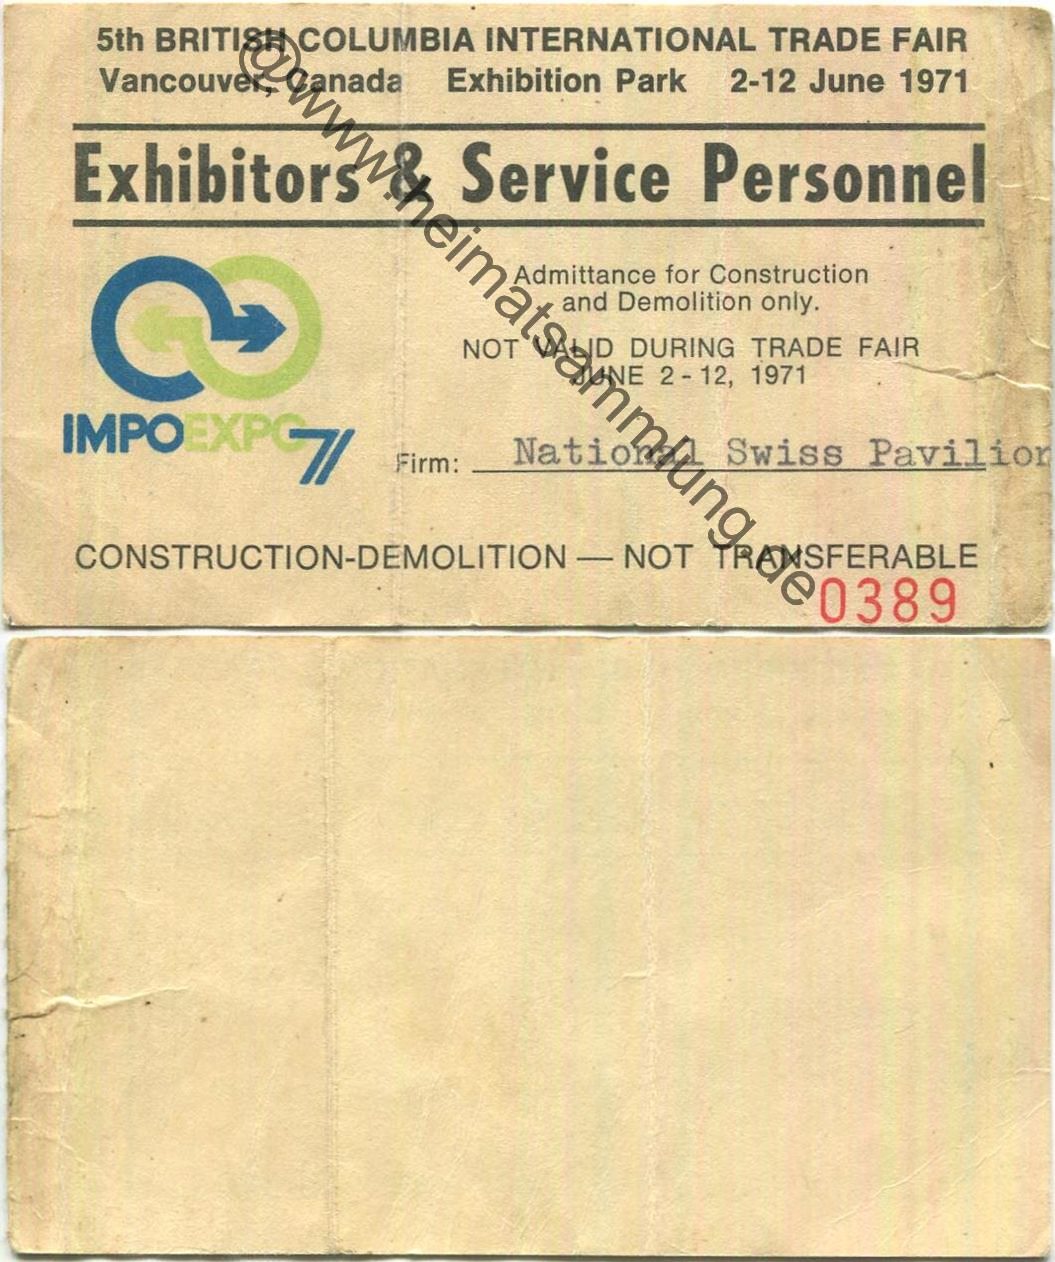 5th BRITISH COLUMBIA INTERNATIONAL TRADE FAIR
Vancouver, Canada Exhibition Park 2-12 June 1971
Exhibitors & Service Personnel
Admittance for Construction
and Demolition only.
NOT VALID DURING TRADE FAIR
JUNE 2 - 12, 1971
IMPOEXPO71
Firm: National Swiss Pavilion
CONSTRUCTION-DEMOLITION — NOT TRANSFERABLE
0389
@www.heimatsammlung.de